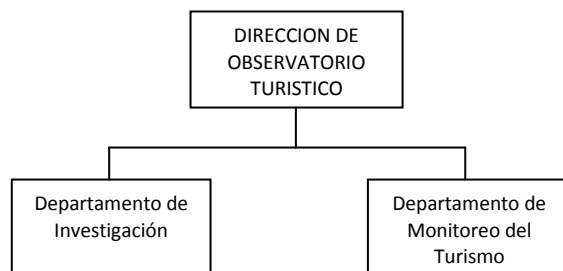 DIRECCION DE
OBSERVATORIO
TURISTICO
Departamento de
Investigación
Departamento de
Monitoreo del
Turismo